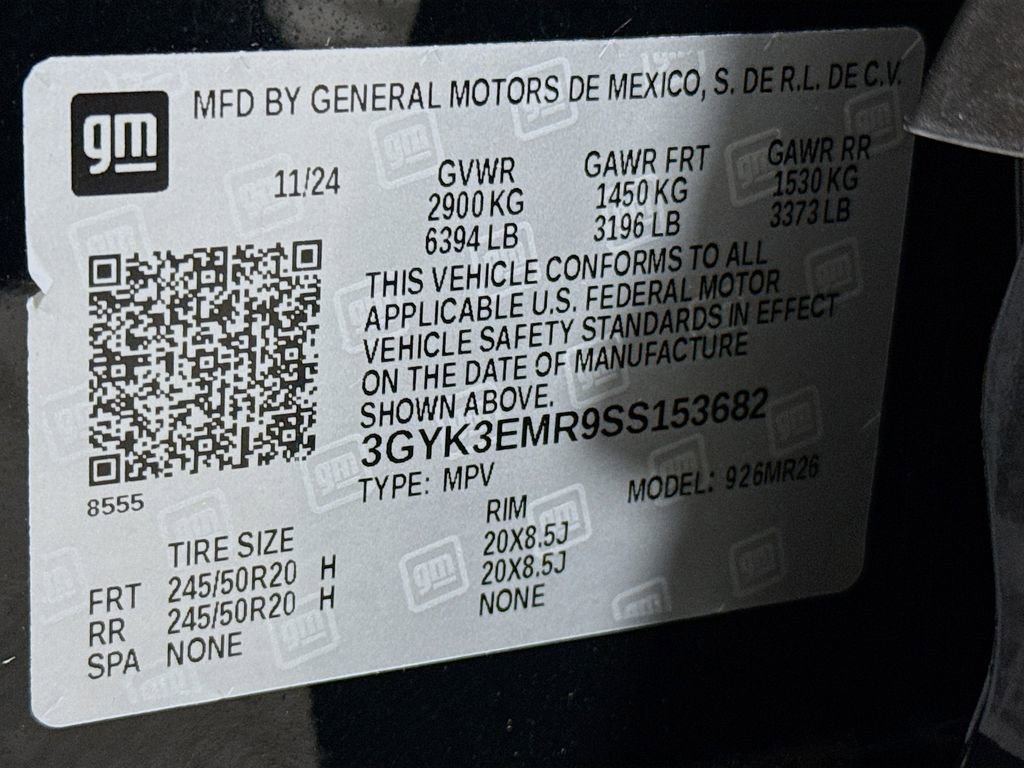 gm MFD BY GENERAL MOTORS DE MEXICO, S. DE R.L. DE C.V.
11/24 GVWR GAWR FRT GAWR RR
2900 KG 1450 KG 1530 KG
6394 LB 3196 LB 3373 LB
THIS VEHICLE CONFORMS TO ALL
APPLICABLE U.S. FEDERAL MOTOR
VEHICLE SAFETY STANDARDS IN EFFECT
ON THE DATE OF MANUFACTURE
SHOWN ABOVE.
3GYK3EMR9SS153682
8555 TYPE: MPV MODEL: 926MR26
TIRE SIZE RIM
FRT 245/50R20 H 20X8.5J
RR 245/50R20 H 20X8.5J
SPA NONE NONE